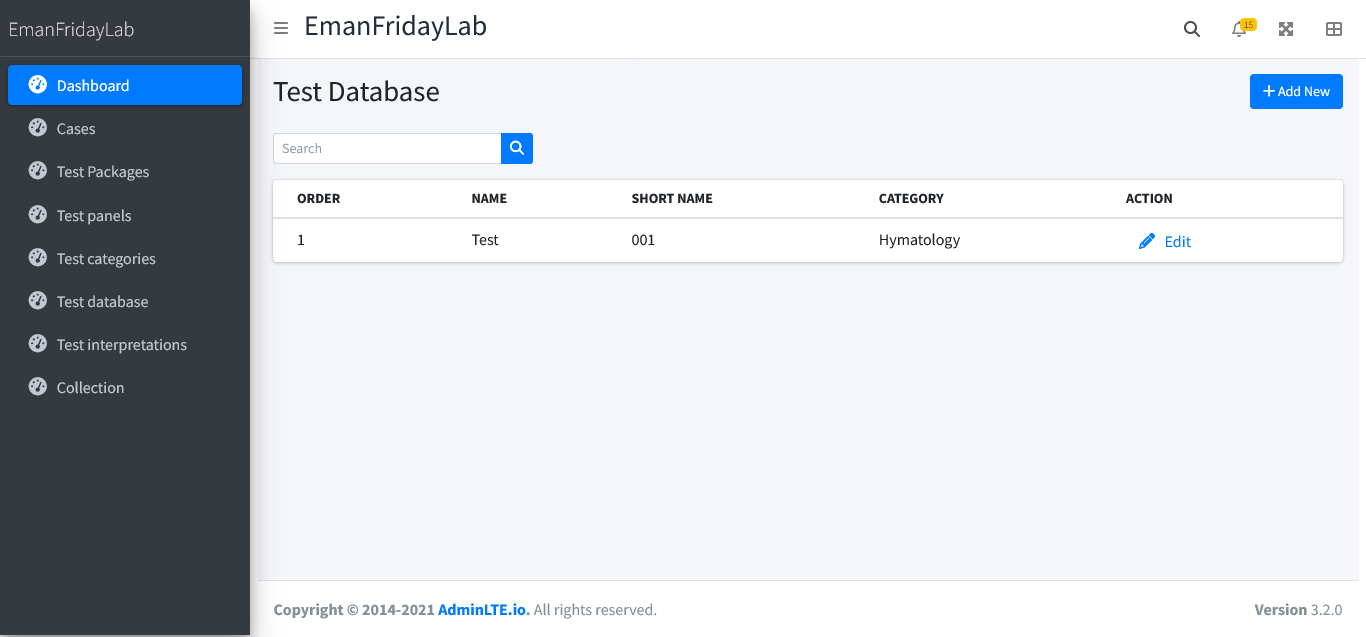 EmanFridayLab
Dashboard
Cases
Test Packages
Test panels
Test categories
Test database
Test interpretations
Collection
EmanFridayLab
15
Test Database
Add New
Search
ORDER NAME SHORT NAME CATEGORY ACTION
1 Test 001 Hymatology Edit
Copyright © 2014-2021 AdminLTE.io. All rights reserved.
Version 3.2.0